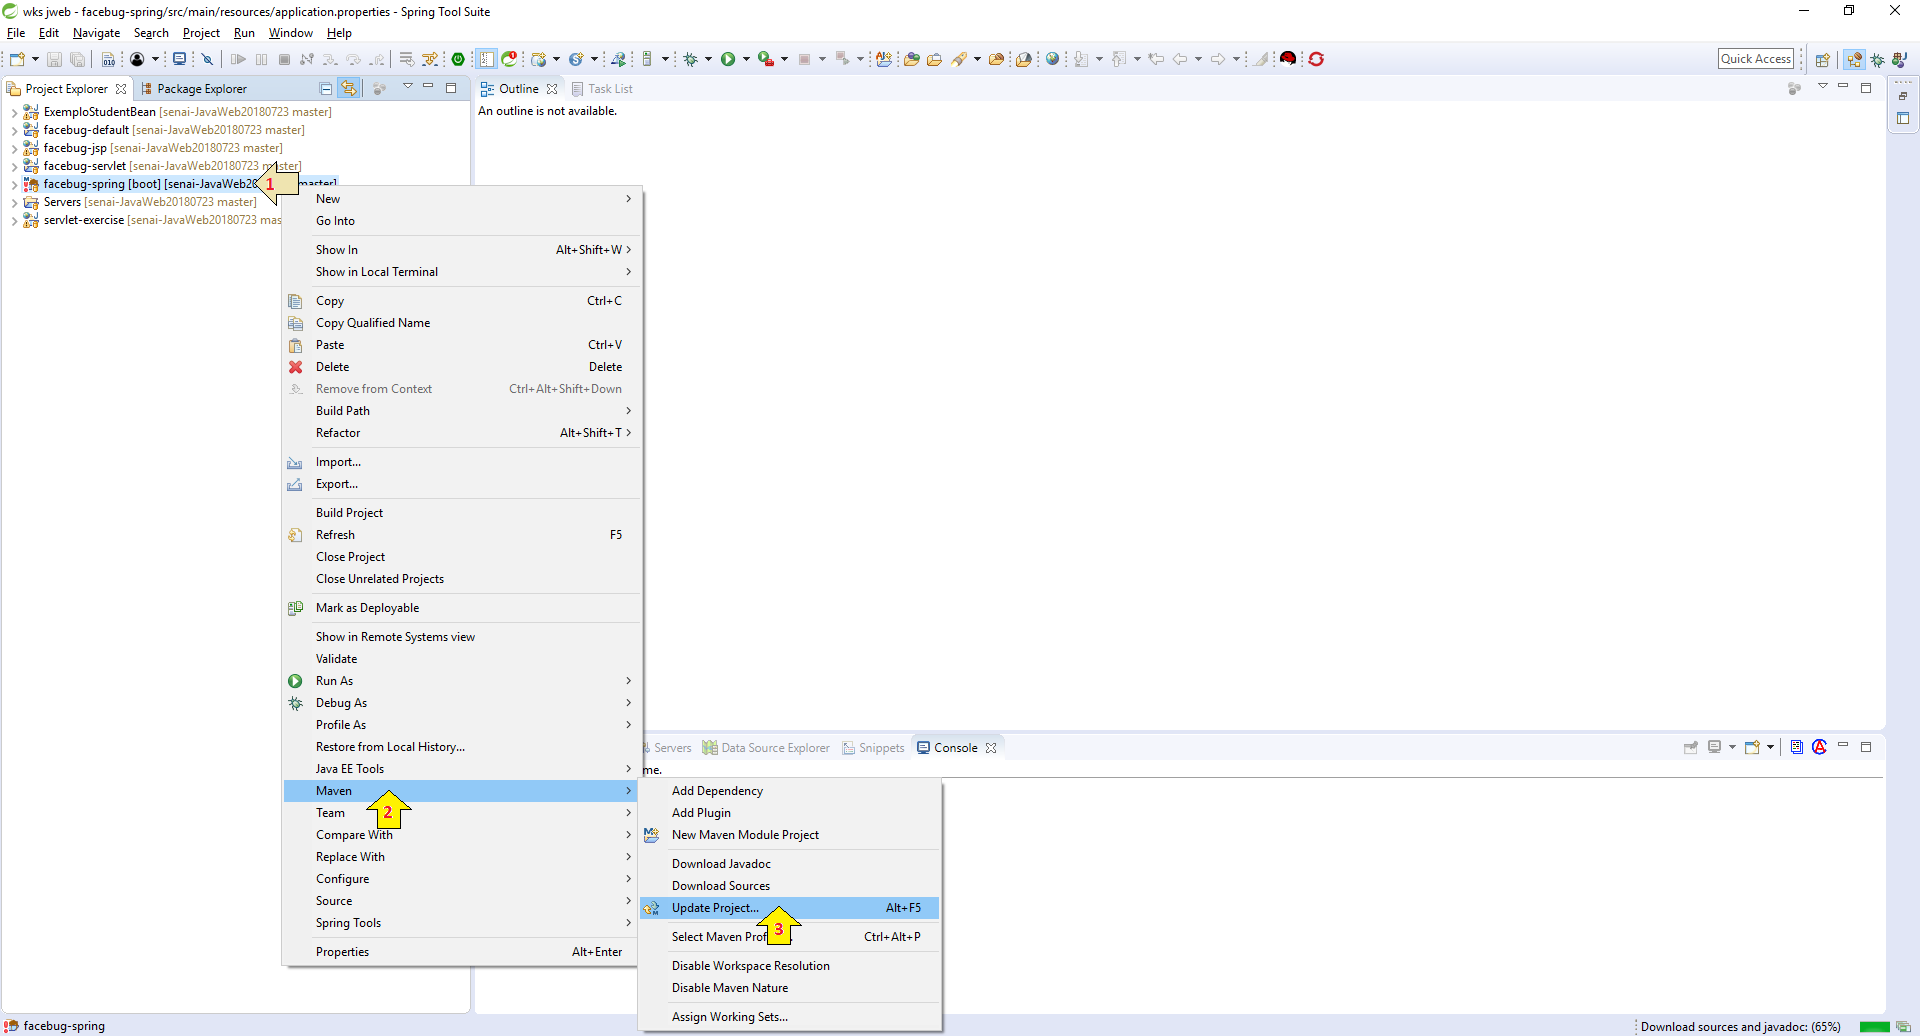 wks jweb - facebug-spring/src/main/resources/application.properties - Spring Tool Suite
File Edit Navigate Search Project Run Window Help
Quick Access
Project Explorer Package Explorer
ExemploStudentBean [senai-JavaWeb20180723 master]
facebug-default [senai-JavaWeb20180723 master]
facebug-jsp [senai-JavaWeb20180723 master]
facebug-servlet [senai-JavaWeb20180723 master]
facebug-spring [boot] [senai-JavaWeb20 master]
1
Servers [senai-JavaWeb20180723 master]
servlet-exercise [senai-JavaWeb20180723 mas
Outline Task List
An outline is not available.
New
Go Into
Show In Alt+Shift+W
Show in Local Terminal
Copy Ctrl+C
Copy Qualified Name
Paste Ctrl+V
Delete Delete
Remove from Context Ctrl+Alt+Shift+Down
Build Path
Refactor Alt+Shift+T
Import...
Export...
Build Project
Refresh F5
Close Project
Close Unrelated Projects
Mark as Deployable
Show in Remote Systems view
Validate
Run As
Debug As
Profile As
Restore from Local History...
Java EE Tools
Maven
2
Team
Compare With
Replace With
Configure
Source
Spring Tools
Properties Alt+Enter
Servers Data Source Explorer Snippets Console
me.
Add Dependency
Add Plugin
New Maven Module Project
Download Javadoc
Download Sources
Update Project... Alt+F5
3
Select Maven Prof Ctrl+Alt+P
Disable Workspace Resolution
Disable Maven Nature
Assign Working Sets...
facebug-spring
Download sources and javadoc: (65%)